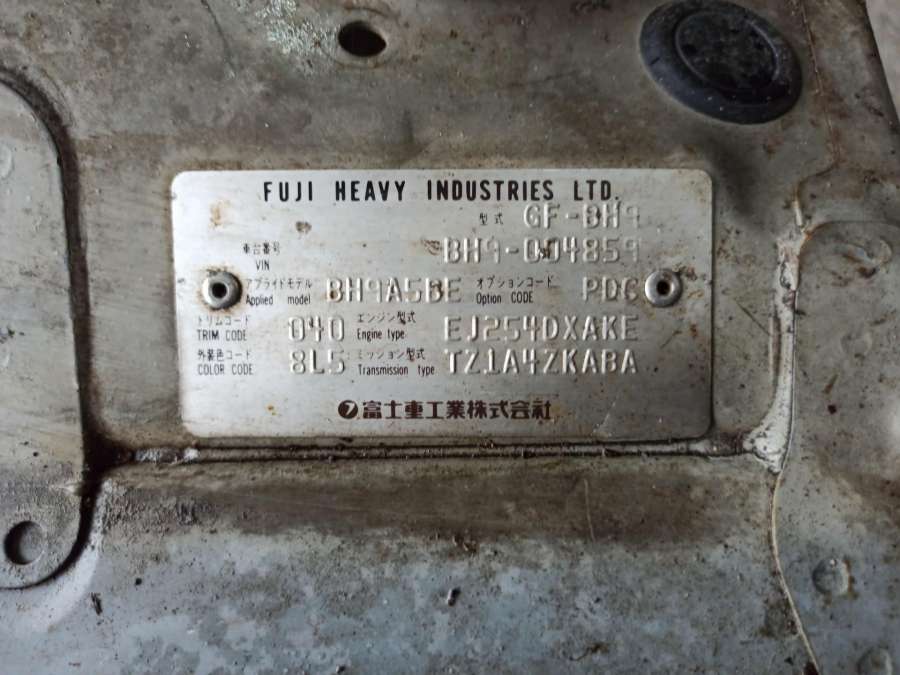 FUJI HEAVY INDUSTRIES LTD.
型式 GF-BH9
車台番号 VIN BH9-004859
アプライドモデル Applied model BH9A5BE オプションコード Option CODE PDC
トリムコード TRIM CODE 040 エンジン型式 Engine type EJ254DXAKE
外装色コード COLOR CODE 8L5 ミッション型式 Transmission type TZ1A4ZKABA
富士重工業株式会社